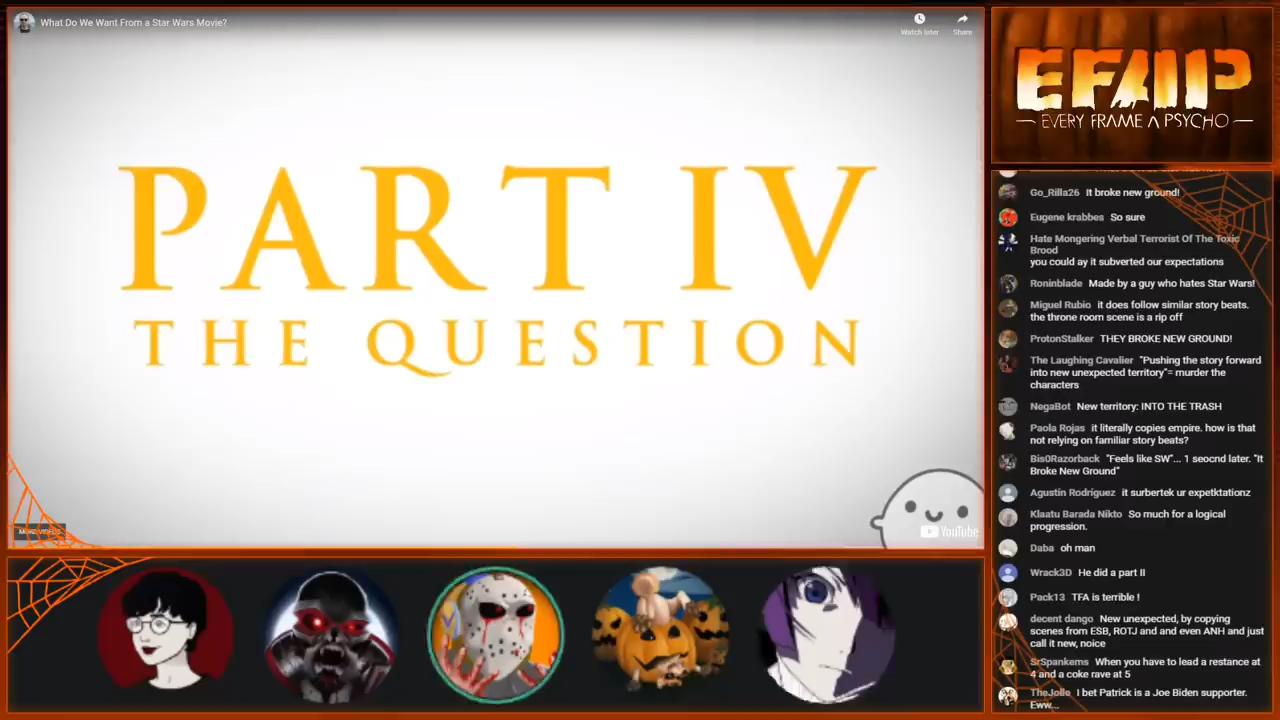 What Do We Want From a Star Wars Movie?
Watch later
Share
PART IV
THE QUESTION
MORE VIDEOS
YouTube
EFAP
EVERY FRAME A PSYCHO
Go_Rilla26 It broke new ground!
Eugene krabbes So sure
Hate Mongering Verbal Terrorist Of The Toxic
Brood
you could ay it subverted our expectations
Roninblade Made by a guy who hates Star Wars!
Miguel Rubio it does follow similar story beats.
the throne room scene is a rip off
ProtonStalker THEY BROKE NEW GROUND!
The Laughing Cavalier "Pushing the story forward
into new unexpected territory"= murder the
characters
NegaBot New territory: INTO THE TRASH
Paola Rojas it literally copies empire. how is that
not relying on familiar story beats?
Bis0Razorback "Feels like SW"... 1 seocnd later. "It
Broke New Ground"
Agustín Rodríguez it surbertek ur expetktationz
Klaatu Barada Nikto So much for a logical
progression.
Daba oh man
Wrack3D He did a part II
Pack13 TFA is terrible !
decent dango New unexpected, by copying
scenes from ESB, ROTJ and and even ANH and just
call it new, noice
SrSpankems When you have to lead a restance at
4 and a coke rave at 5
TheJolle I bet Patrick is a Joe Biden supporter.
Eww...